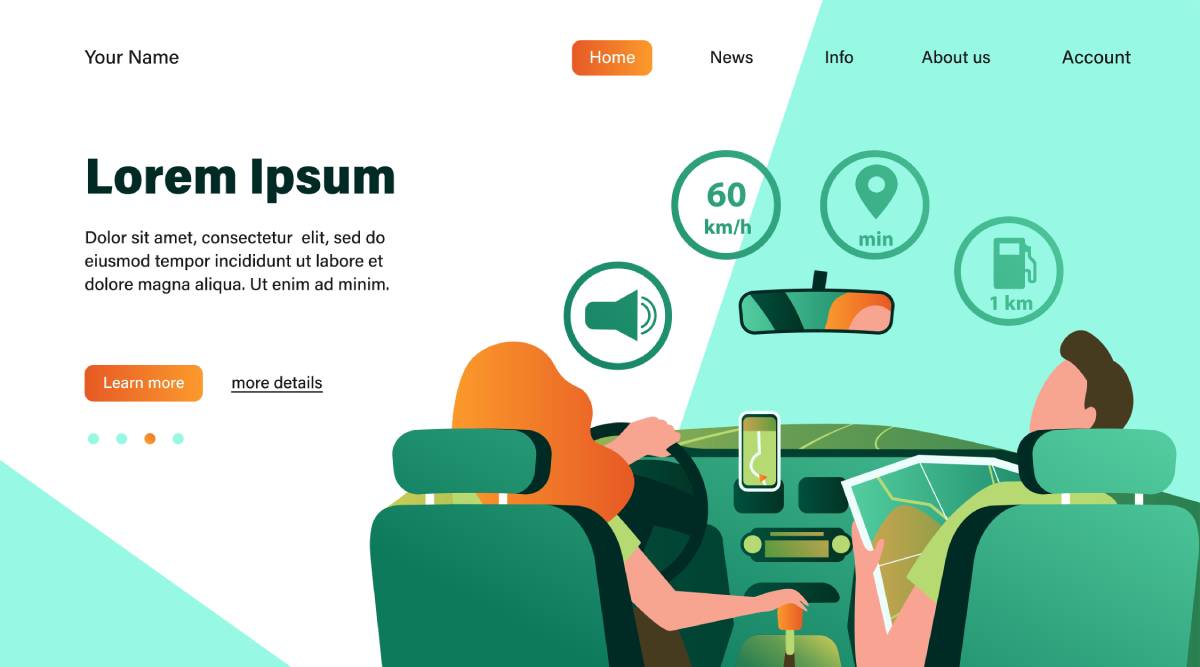 Your Name
Home
News
Info
About us
Account
Lorem Ipsum
Dolor sit amet, consectetur  elit, sed do
eiusmod tempor incididunt ut labore et
dolore magna aliqua. Ut enim ad minim.
Learn more
more details
60
km/h
min
1 km